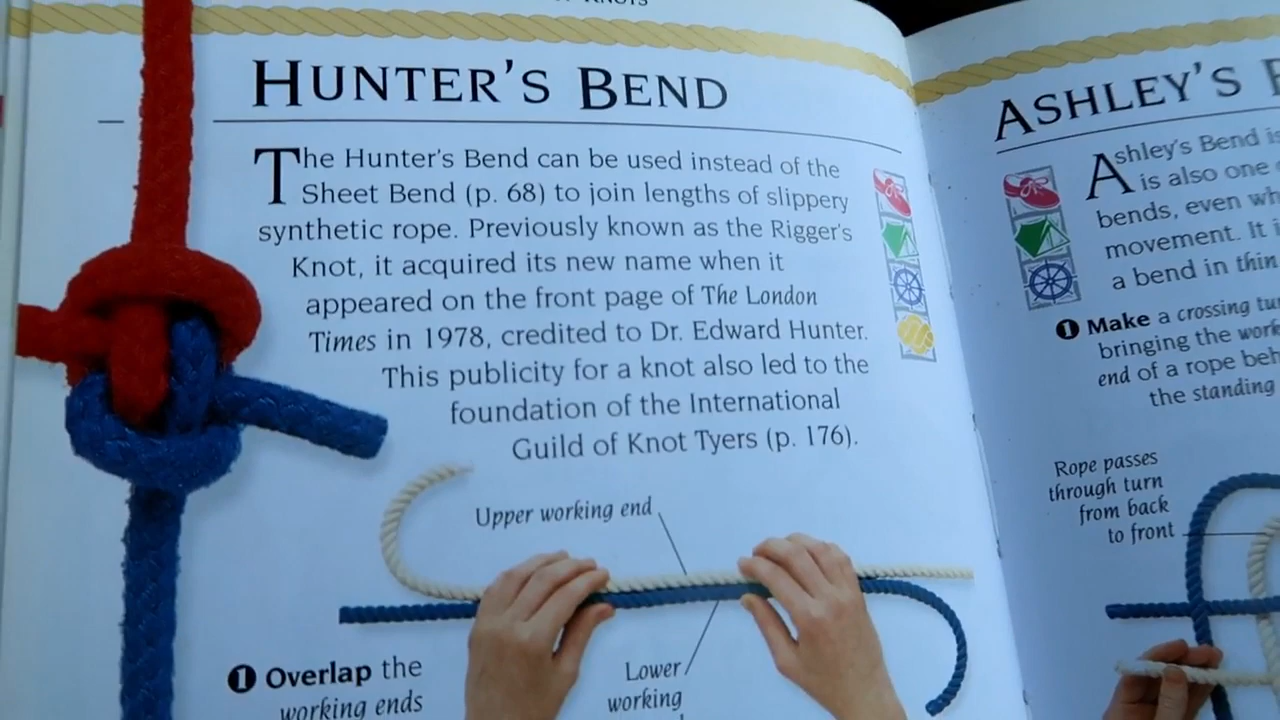 KNOTS
HUNTER'S BEND
The Hunter's Bend can be used instead of the
Sheet Bend (p. 68) to join lengths of slippery
synthetic rope. Previously known as the Rigger's
Knot, it acquired its new name when it
appeared on the front page of The London
Times in 1978, credited to Dr. Edward Hunter.
This publicity for a knot also led to the
foundation of the International
Guild of Knot Tyers (p. 176).
Upper working end
Lower
working
1 Overlap the
working ends
ASHLEY'S
Ashley's Bend
is also one
bends, even
movement. It
a bend in thin
1 Make a crossing
bringing the
end of a rope
the standing
Rope passes
through turn
from back
to front